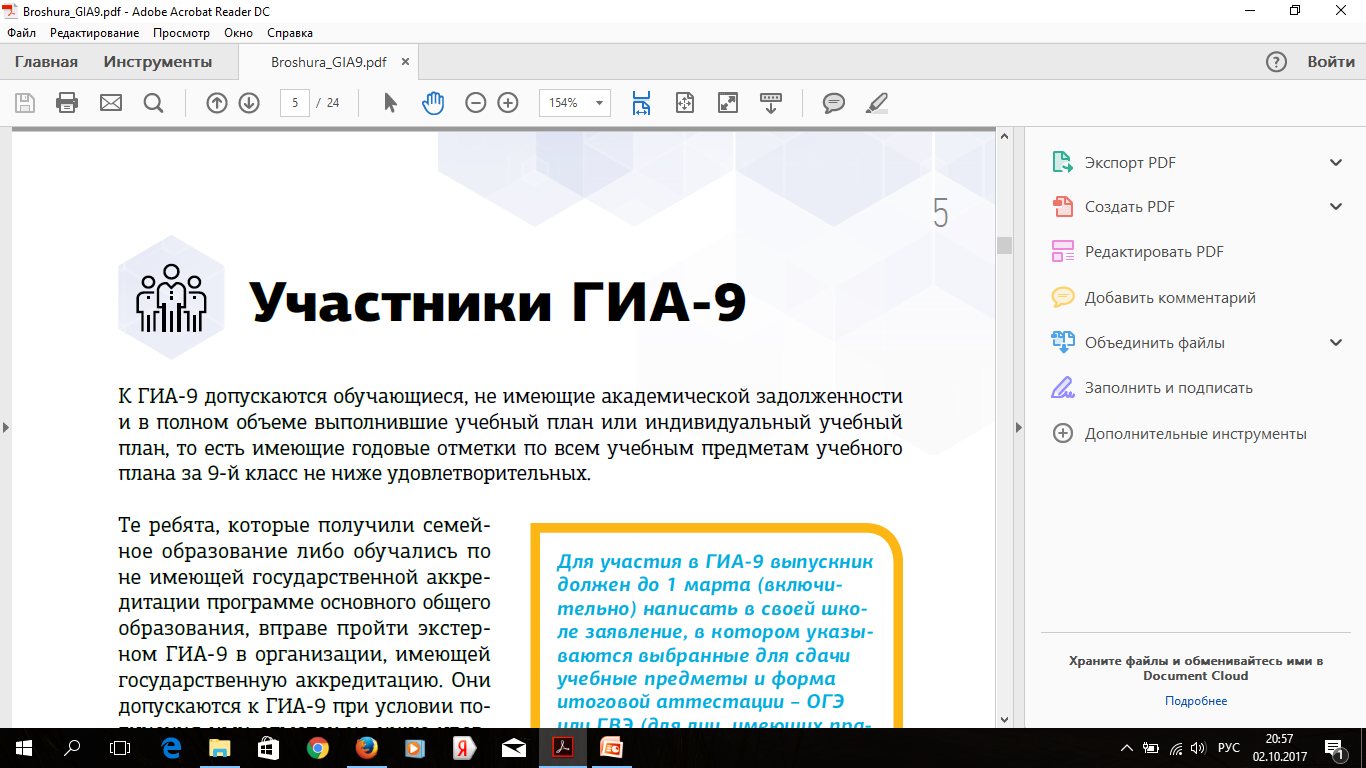 Broshura_GIA9.pdf - Adobe Acrobat Reader DC
Файл Редактирование Просмотр Окно Справка
Главная Инструменты Broshura_GIA9.pdf × ? Войти
5 / 24 154%
5
Участники ГИА-9
К ГИА-9 допускаются обучающиеся, не имеющие академической задолженности
и в полном объеме выполнившие учебный план или индивидуальный учебный
план, то есть имеющие годовые отметки по всем учебным предметам учебного
плана за 9-й класс не ниже удовлетворительных.
Те ребята, которые получили семей-
ное образование либо обучались по
не имеющей государственной аккре-
дитации программе основного общего
образования, вправе пройти экстер-
ном ГИА-9 в организации, имеющей
государственную аккредитацию. Они
допускаются к ГИА-9 при условии по-
Для участия в ГИА-9 выпускник
должен до 1 марта (включи-
тельно) написать в своей шко-
ле заявление, в котором указы-
ваются выбранные для сдачи
учебные предметы и форма
итоговой аттестации – ОГЭ
или ГВЭ (для лиц, имеющих пра-
Экспорт PDF
Создать PDF
Редактировать PDF
Добавить комментарий
Объединить файлы
Заполнить и подписать
Дополнительные инструменты
Храните файлы и обменивайтесь ими в
Document Cloud
Подробнее
РУС
20:57
02.10.2017
1